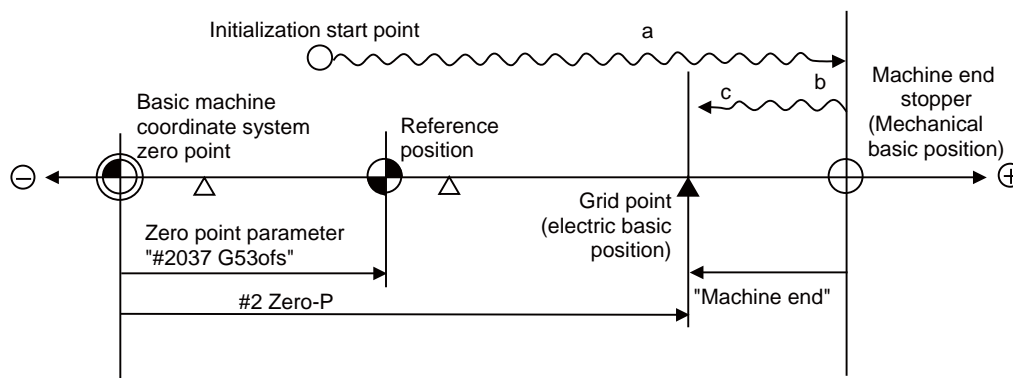 Initialization start point
a
Machine end
stopper
(Mechanical
basic position)
c
b
Basic machine
coordinate system
zero point
Reference
position
−
+
Grid point
(electric basic
position)
Zero point parameter
"#2037 G53ofs"
#2 Zero-P
"Machine end"